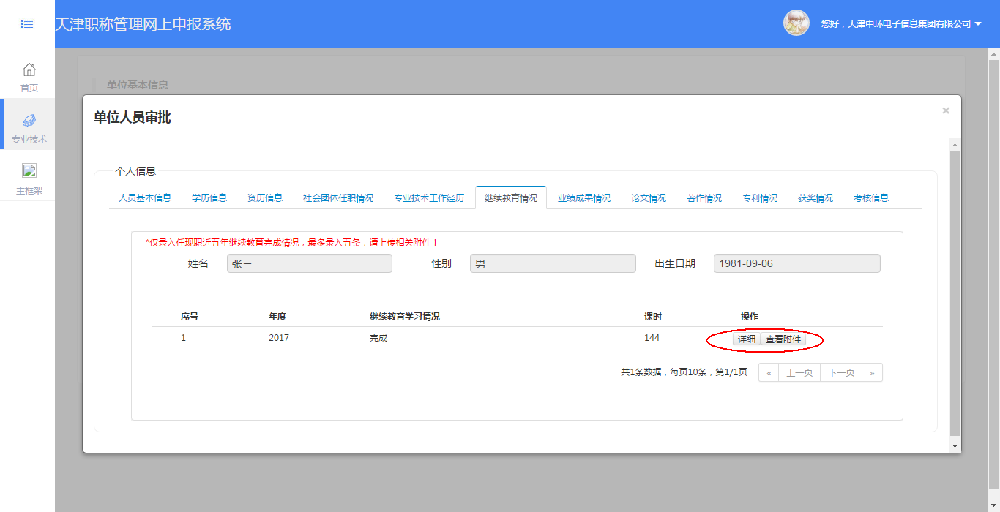 天津职称管理网上申报系统
您好，天津中环电子信息集团有限公司
首页
专业技术
主框架
单位基本信息
单位人员审批
×
个人信息
人员基本信息 学历信息 资历信息 社会团体任职情况 专业技术工作经历 继续教育情况 业绩成果情况 论文情况 著作情况 专利情况 获奖情况 考核信息
*仅录入任现职近五年继续教育完成情况，最多录入五条，请上传相关附件！
姓名 张三 性别 男 出生日期 1981-09-06
序号 年度 继续教育学习情况 课时 操作
1 2017 完成 144 详细 查看附件
共1条数据，每页10条，第1/1页 « 上一页 下一页 »